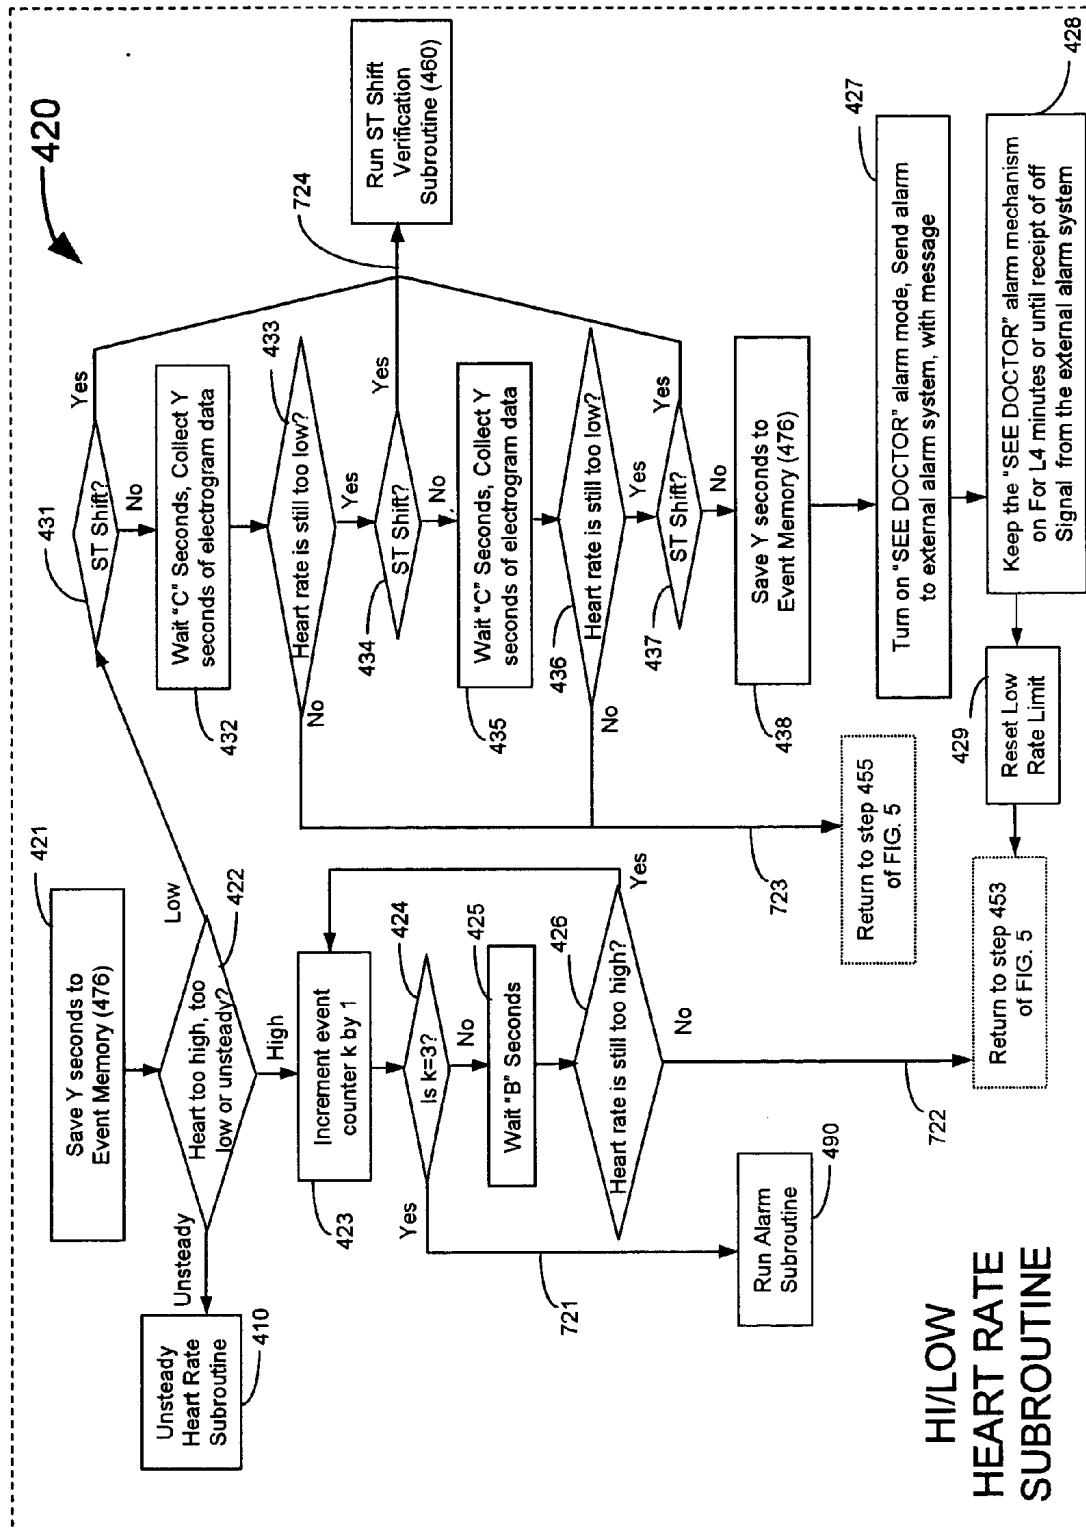 420
421
Save Y seconds to
Event Memory (476)
Heart too high, too
low or unsteady?
422
Unsteady
Low
High
Unsteady
Heart Rate
Subroutine
410
Increment event
counter k by 1
423
Is k=3?
424
Yes
No
Wait "B" Seconds
425
Heart rate is still too high?
426
Yes
No
721
Run Alarm
Subroutine
490
722
Return to step 453
of FIG. 5
431
ST Shift?
Yes
No
Wait "C" Seconds, Collect Y
seconds of electrogram data
432
Heart rate is still too low?
433
No
Yes
ST Shift?
434
Yes
No
724
Run ST Shift
Verification
Subroutine (460)
Wait "C" Seconds, Collect Y
seconds of electrogram data
435
Heart rate is still too low?
436
No
Yes
ST Shift?
437
Yes
No
Save Y seconds to
Event Memory (476)
438
723
Return to step 455
of FIG. 5
427
Turn on "SEE DOCTOR" alarm mode, Send alarm
to external alarm system, with message
428
Keep the "SEE DOCTOR" alarm mechanism
on For L4 minutes or until receipt of off
Signal from the external alarm system
429
Reset Low
Rate Limit
HI/LOW
HEART RATE
SUBROUTINE